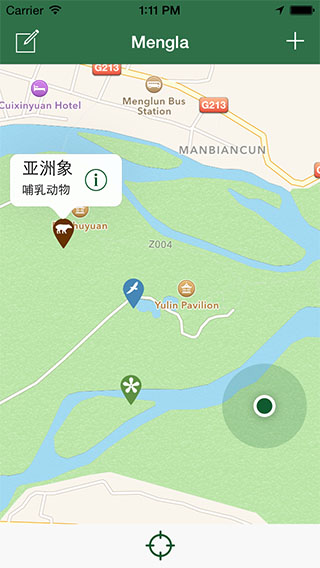 Carrier 1:11 PM
Mengla
G213
Cuixinyuan Hotel
Menglun Bus
Station
G213
MANBIANCUN
亚洲象
哺乳动物
huyuan
Z004
Yulin Pavilion